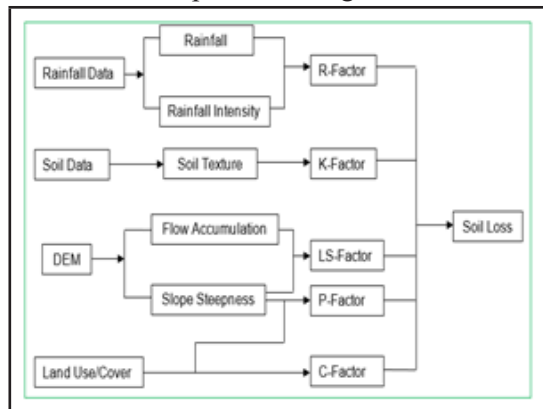 Rainfall
Rainfall Data
R-Factor
Rainfall Intensity
Soil Data
Soil Texture
K-Factor
Flow Accumulation
Soil Loss
DEM
LS-Factor
Slope Steepness
P-Factor
Land Use/Cover
C-Factor